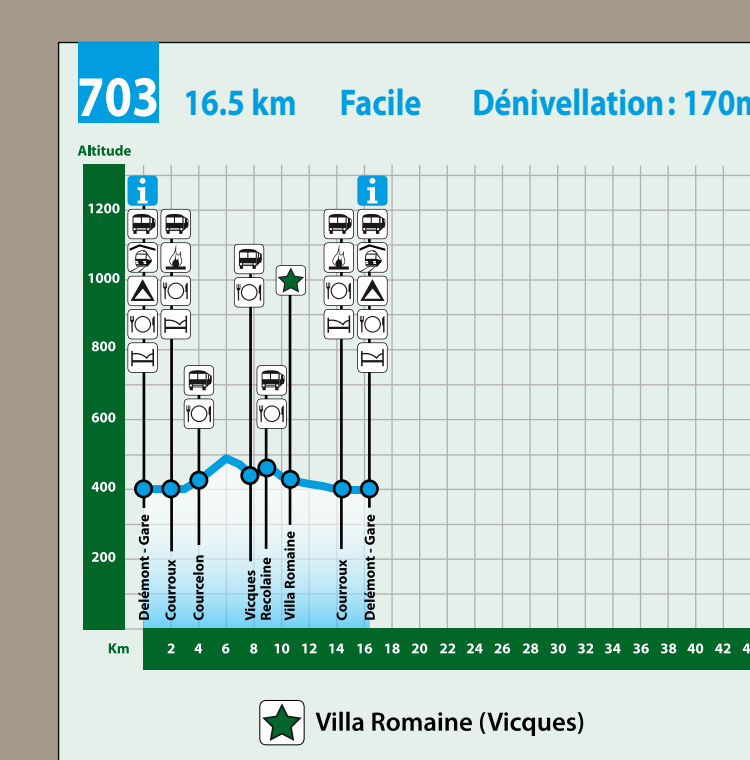 703 16.5 km Facile Dénivellation: 170m
Altitude
1200
1000
800
600
400
200
Delémont - Gare
Courroux
Courcelon
Vicques
Recolaine
Villa Romaine
Courroux
Delémont - Gare
Km 2 4 6 8 10 12 14 16 18 20 22 24 26 28 30 32 34 36 38 40 42 4
Villa Romaine (Vicques)